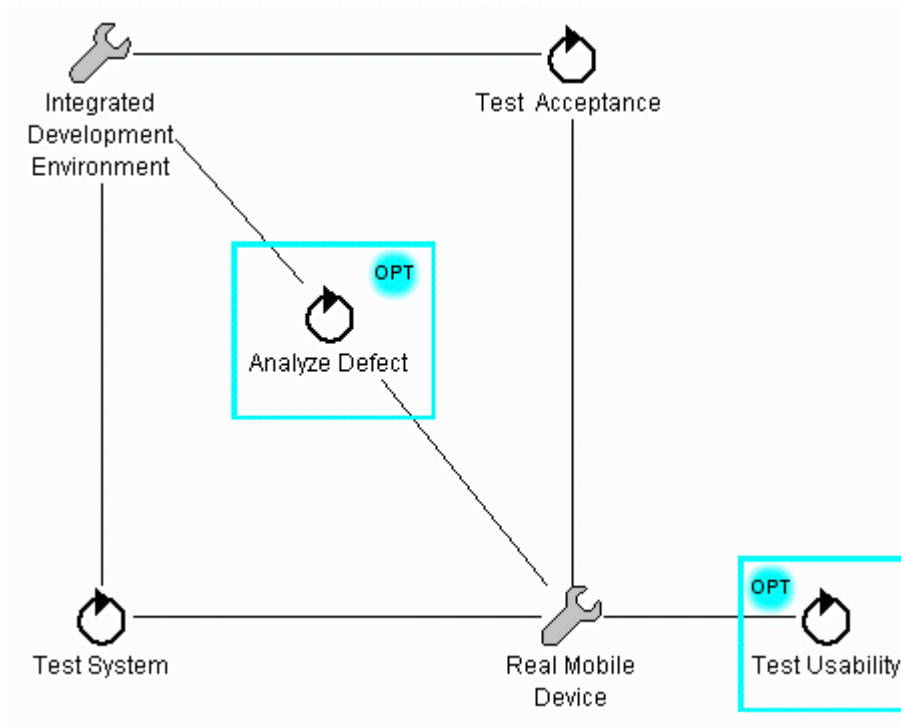 Integrated
Development
Environment
Test Acceptance
OPT
Analyze Defect
OPT
Test System
Real Mobile
Device
Test Usability